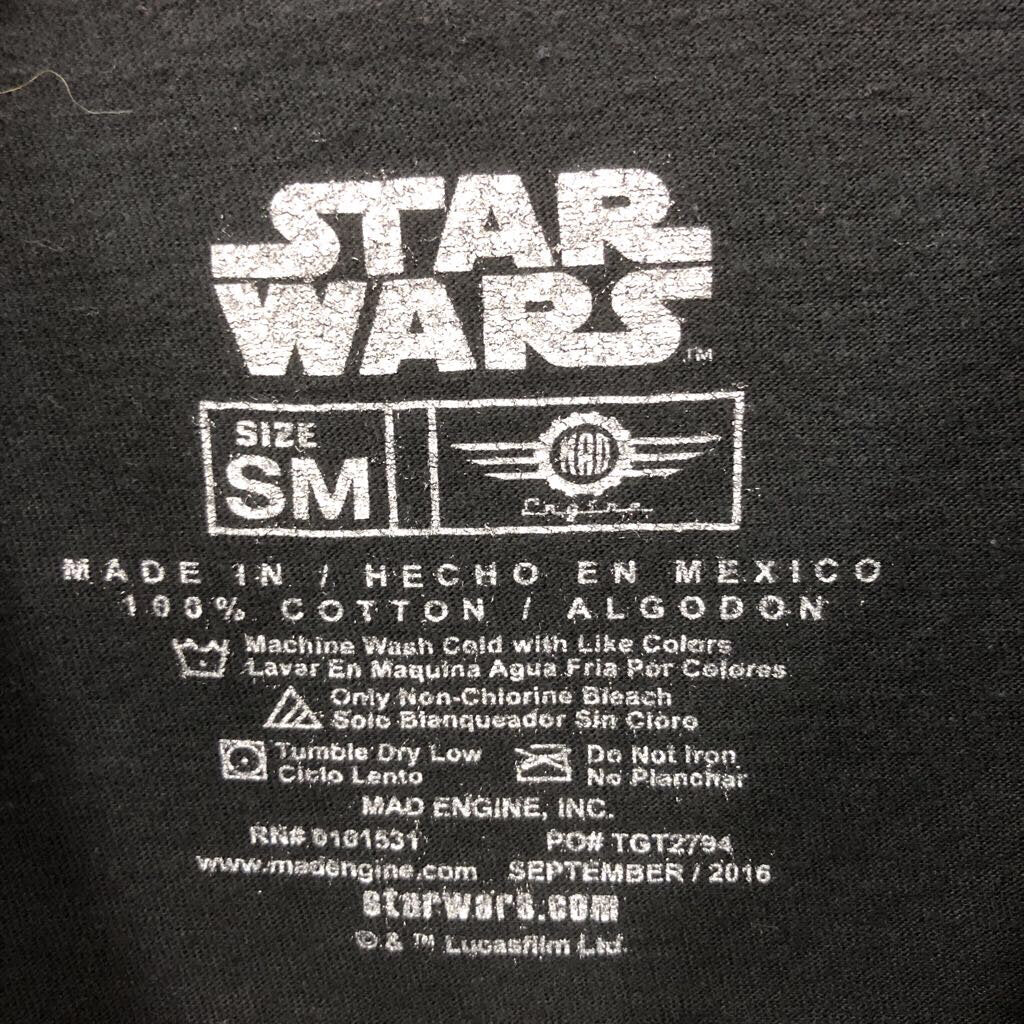 STAR
WARS ™
SIZE
SM
MAD
Engine
MADE IN / HECHO EN MEXICO
100% COTTON / ALGODON
Machine Wash Cold with Like Colors
Lavar En Maquina Agua Fria Por Colores
Only Non-Chlorine Bleach
Solo Blanqueador Sin Cloro
Tumble Dry Low
Ciclo Lento
Do Not Iron
No Planchar
MAD ENGINE, INC.
RN# 0101531 PO# TGT2794
www.madengine.com SEPTEMBER / 2016
starwars.com
© & ™ Lucasfilm Ltd.